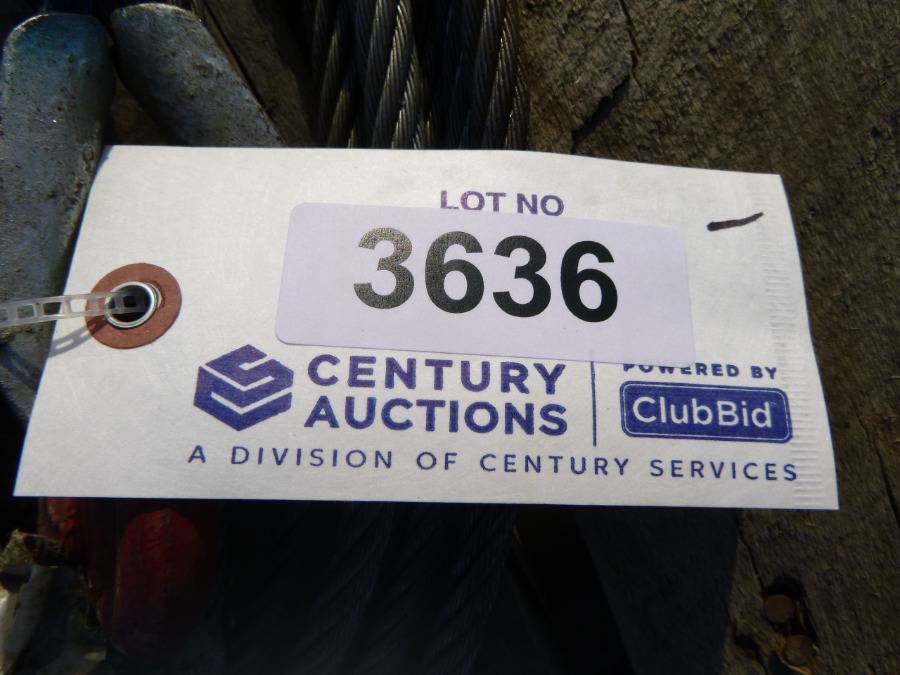 LOT NO
3636
CENTURY
AUCTIONS
POWERED BY
ClubBid
A DIVISION OF CENTURY SERVICES